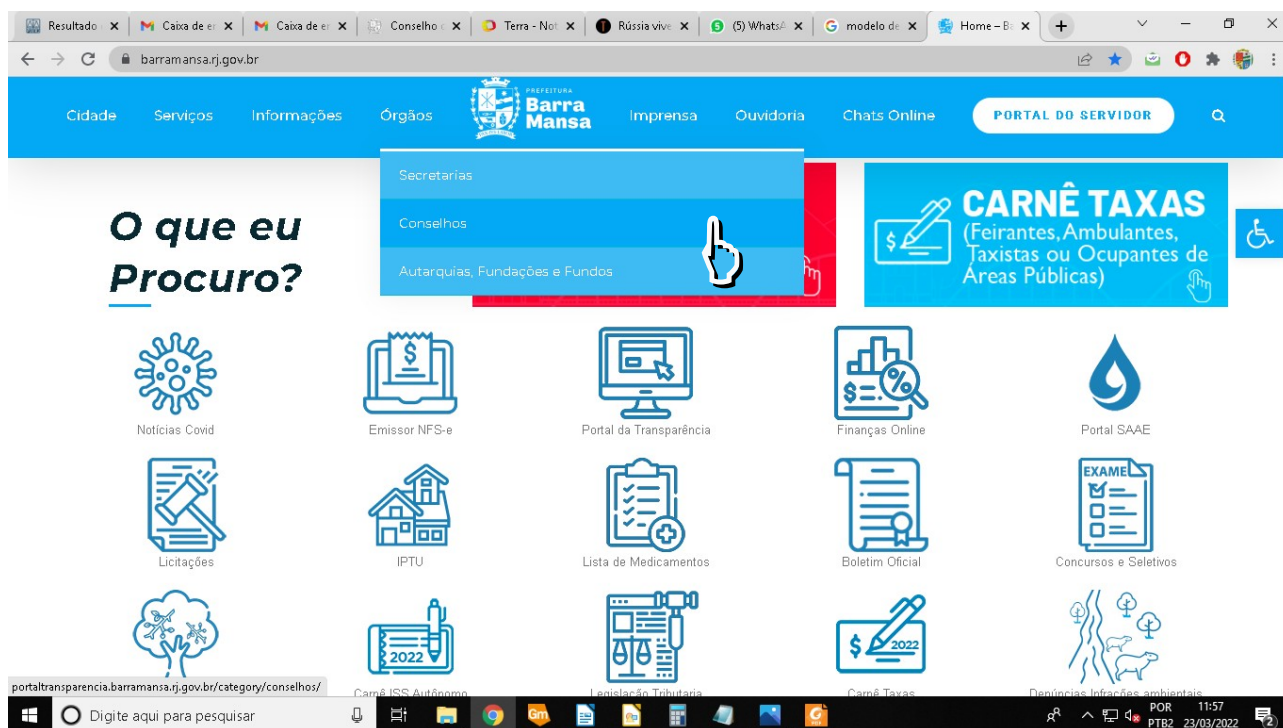 Resultado
Caixa de er
Caixa de er
Conselho
Terra - Not
Rússia vive
(5) WhatsA
modelo de
Home – Ba
barramansa.rj.gov.br
Cidade
Serviços
Informações
Órgãos
PREFEITURA
Barra
Mansa
Imprensa
Ouvidoria
Chats Online
PORTAL DO SERVIDOR
Secretarias
Conselhos
Autarquias, Fundações e Fundos
O que eu
Procuro?
CARNÊ TAXAS
(Feirantes, Ambulantes,
Taxistas ou Ocupantes de
Áreas Públicas)
Notícias Covid
Emissor NFS-e
Portal da Transparência
Finanças Online
Portal SAAE
EXAME
Licitações
IPTU
Lista de Medicamentos
Boletim Oficial
Concursos e Seletivos
2022
2022
portaltransparencia.barramansa.rj.gov.br/category/conselhos/
Carnê ISS Autônomo
Legislação Tributaria
Carnê Taxas
Denúncias Infrações ambientais
Digite aqui para pesquisar
Gm
POR
PTB2
11:57
23/03/2022